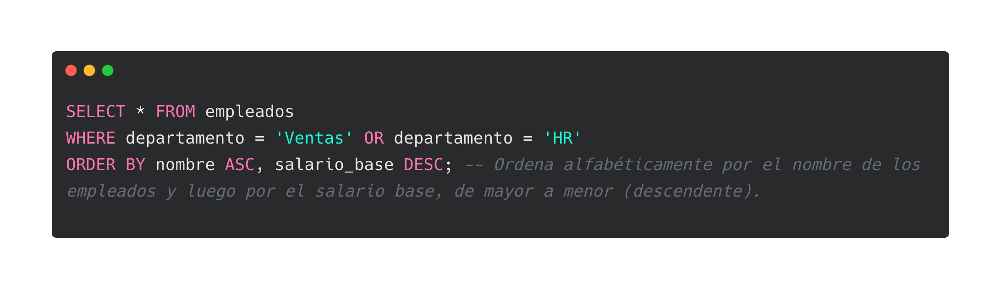 SELECT * FROM empleados
WHERE departamento = 'Ventas' OR departamento = 'HR'
ORDER BY nombre ASC, salario_base DESC; -- Ordena alfabéticamente por el nombre de los
empleados y luego por el salario base, de mayor a menor (descendente).